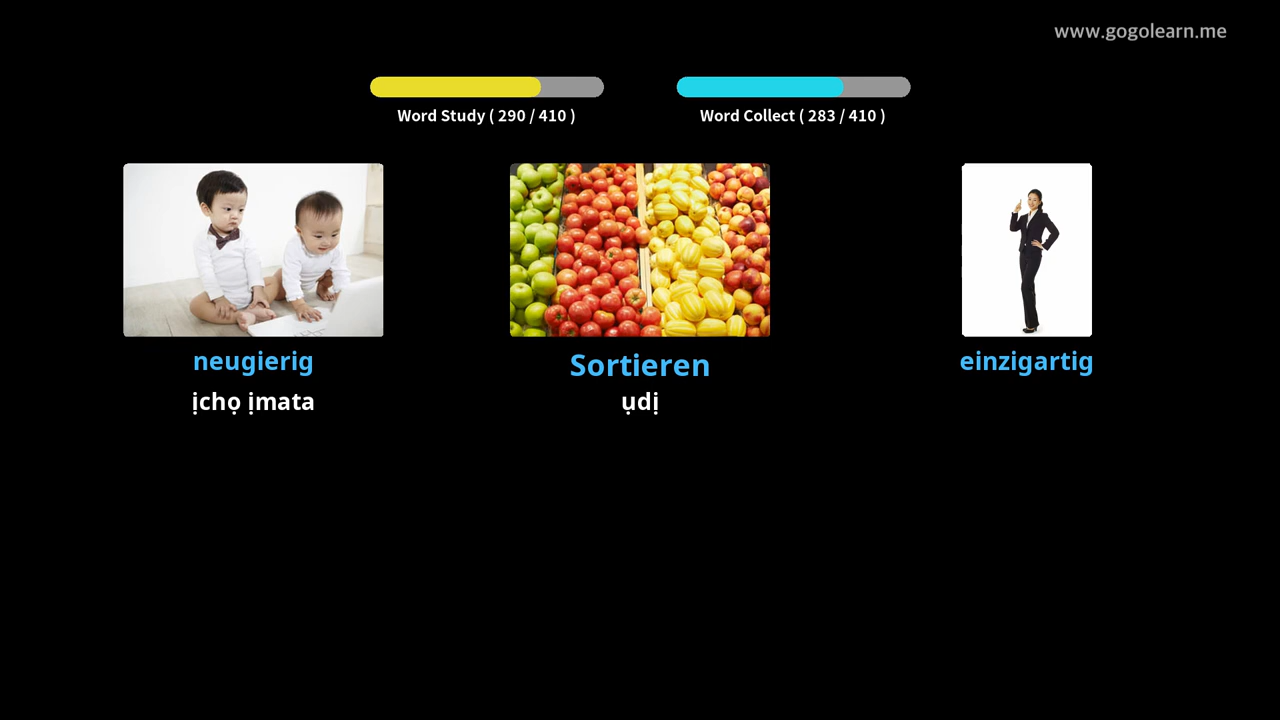 www.gogolearn.me
Word Study ( 290 / 410 )
Word Collect ( 283 / 410 )
neugierig
Sortieren
einzigartig
ịchọ ịmata
ụdị